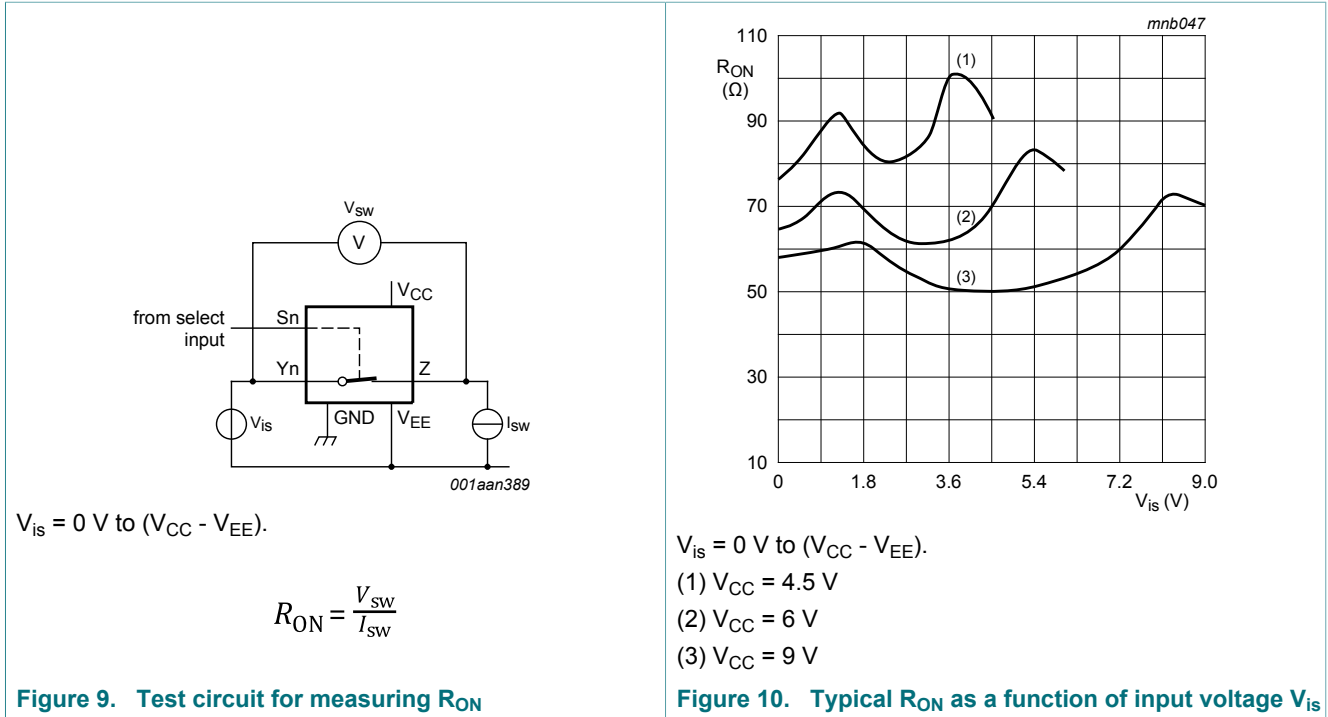 V_SW
V
V_CC
from select
input
Sn
Yn
Z
V_is
GND
V_EE
I_sw
001aan389
V_is = 0 V to (V_CC - V_EE).
R_ON = V_sw / I_sw
Figure 9. Test circuit for measuring R_ON
mnb047
R_ON
(Ω)
110
90
70
50
30
10
(1)
(2)
(3)
0 1.8 3.6 5.4 7.2 9.0
V_is (V)
V_is = 0 V to (V_CC - V_EE).
(1) V_CC = 4.5 V
(2) V_CC = 6 V
(3) V_CC = 9 V
Figure 10. Typical R_ON as a function of input voltage V_is